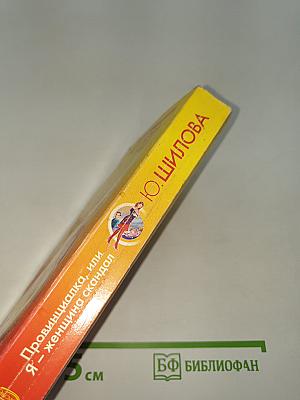 Ю. ШИЛОВА
Провинциалка, или
Я – женщина скандал
5 см
БФ БИБЛИОФАН